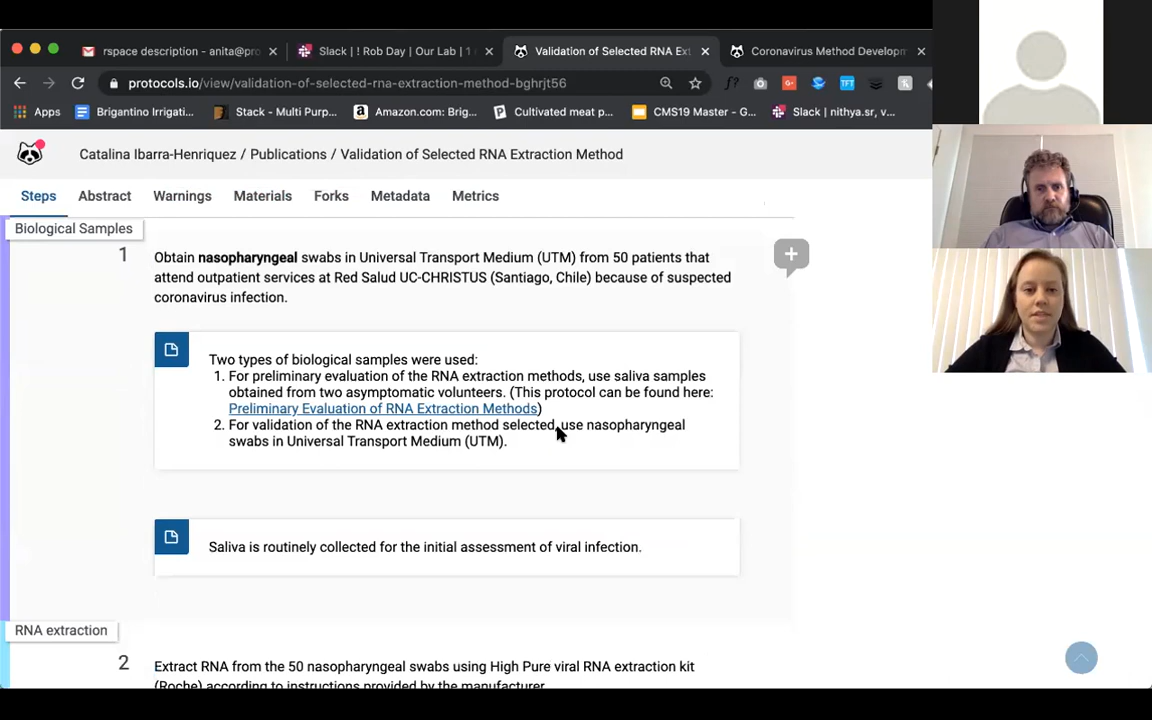 rspace description - anita@pro
Slack | ! Rob Day | Our Lab | 1
Validation of Selected RNA Ex
Coronavirus Method Developm
protocols.io/view/validation-of-selected-rna-extraction-method-bghrjt56
Apps
Brigantino Irrigati...
Stack - Multi Purp...
Amazon.com: Brig...
Cultivated meat p...
CMS19 Master - G...
Slack | nithya.sr, v...
Catalina Ibarra-Henriquez / Publications / Validation of Selected RNA Extraction Method
Steps Abstract Warnings Materials Forks Metadata Metrics
Biological Samples
1
Obtain nasopharyngeal swabs in Universal Transport Medium (UTM) from 50 patients that
attend outpatient services at Red Salud UC-CHRISTUS (Santiago, Chile) because of suspected
coronavirus infection.
Two types of biological samples were used:
1. For preliminary evaluation of the RNA extraction methods, use saliva samples
obtained from two asymptomatic volunteers. (This protocol can be found here:
Preliminary Evaluation of RNA Extraction Methods)
2. For validation of the RNA extraction method selected, use nasopharyngeal
swabs in Universal Transport Medium (UTM).
Saliva is routinely collected for the initial assessment of viral infection.
RNA extraction
2
Extract RNA from the 50 nasopharyngeal swabs using High Pure viral RNA extraction kit
(Roche) according to instructions provided by the manufacturer